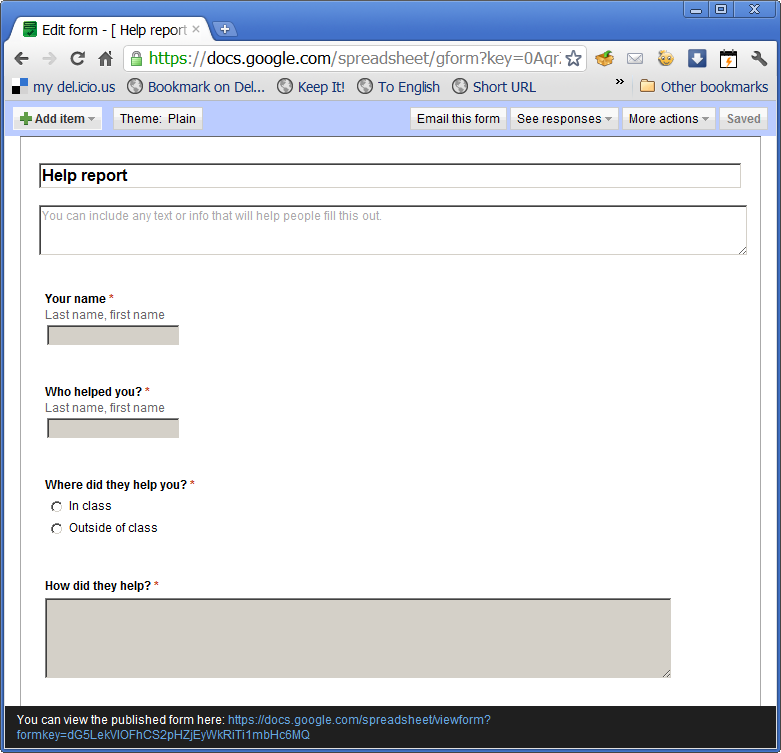 Edit form - [ Help report
https://docs.google.com/spreadsheet/gform?key=0Aqr
my del.icio.us Bookmark on Del... Keep It! To English Short URL » Other bookmarks
Add item Theme: Plain Email this form See responses More actions Saved
Help report
You can include any text or info that will help people fill this out.
Your name *
Last name, first name
Who helped you? *
Last name, first name
Where did they help you? *
In class
Outside of class
How did they help? *
You can view the published form here: https://docs.google.com/spreadsheet/viewform?
formkey=dG5LekVlOFhCS2pHZjEyWkRiTi1mbHc6MQ